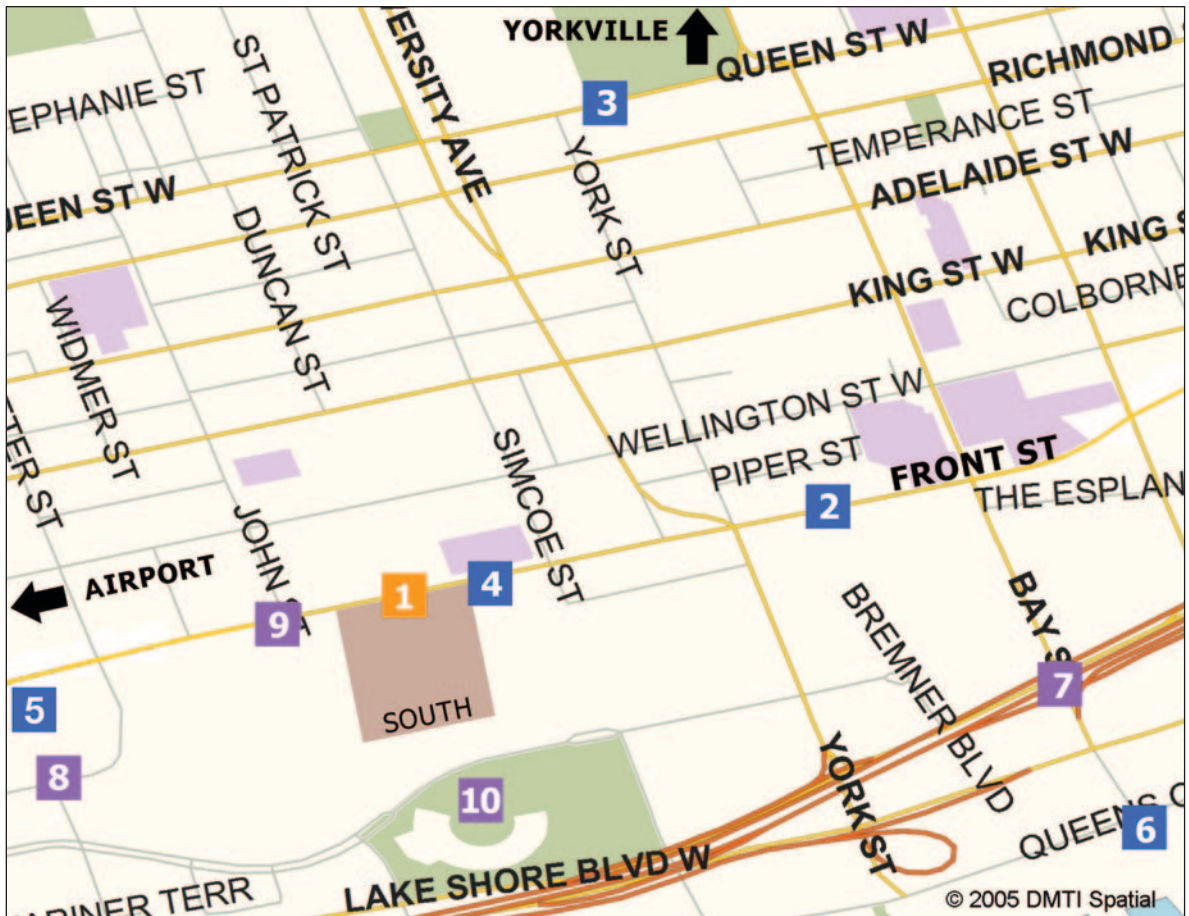 YORKVILLE
QUEEN ST W
RICHMOND
ERSITY AVE
ST PATRICK ST
EPHANIE ST
3
TEMPERANCE ST
YORK ST
ADELAIDE ST W
UEEN ST W
DUNCAN ST
KING S
KING ST W
COLBORNE
WIDMER ST
WELLINGTON ST W
TER ST
SIMCOE ST
PIPER ST
FRONT ST
THE ESPLAN
2
JOHN ST
AIRPORT
4
1
9
BREMNER BLVD
BAY S
7
5
SOUTH
8
10
YORK ST
QUEENS
6
LAKE SHORE BLVD W
ARINER TERR
© 2005 DMTI Spatial